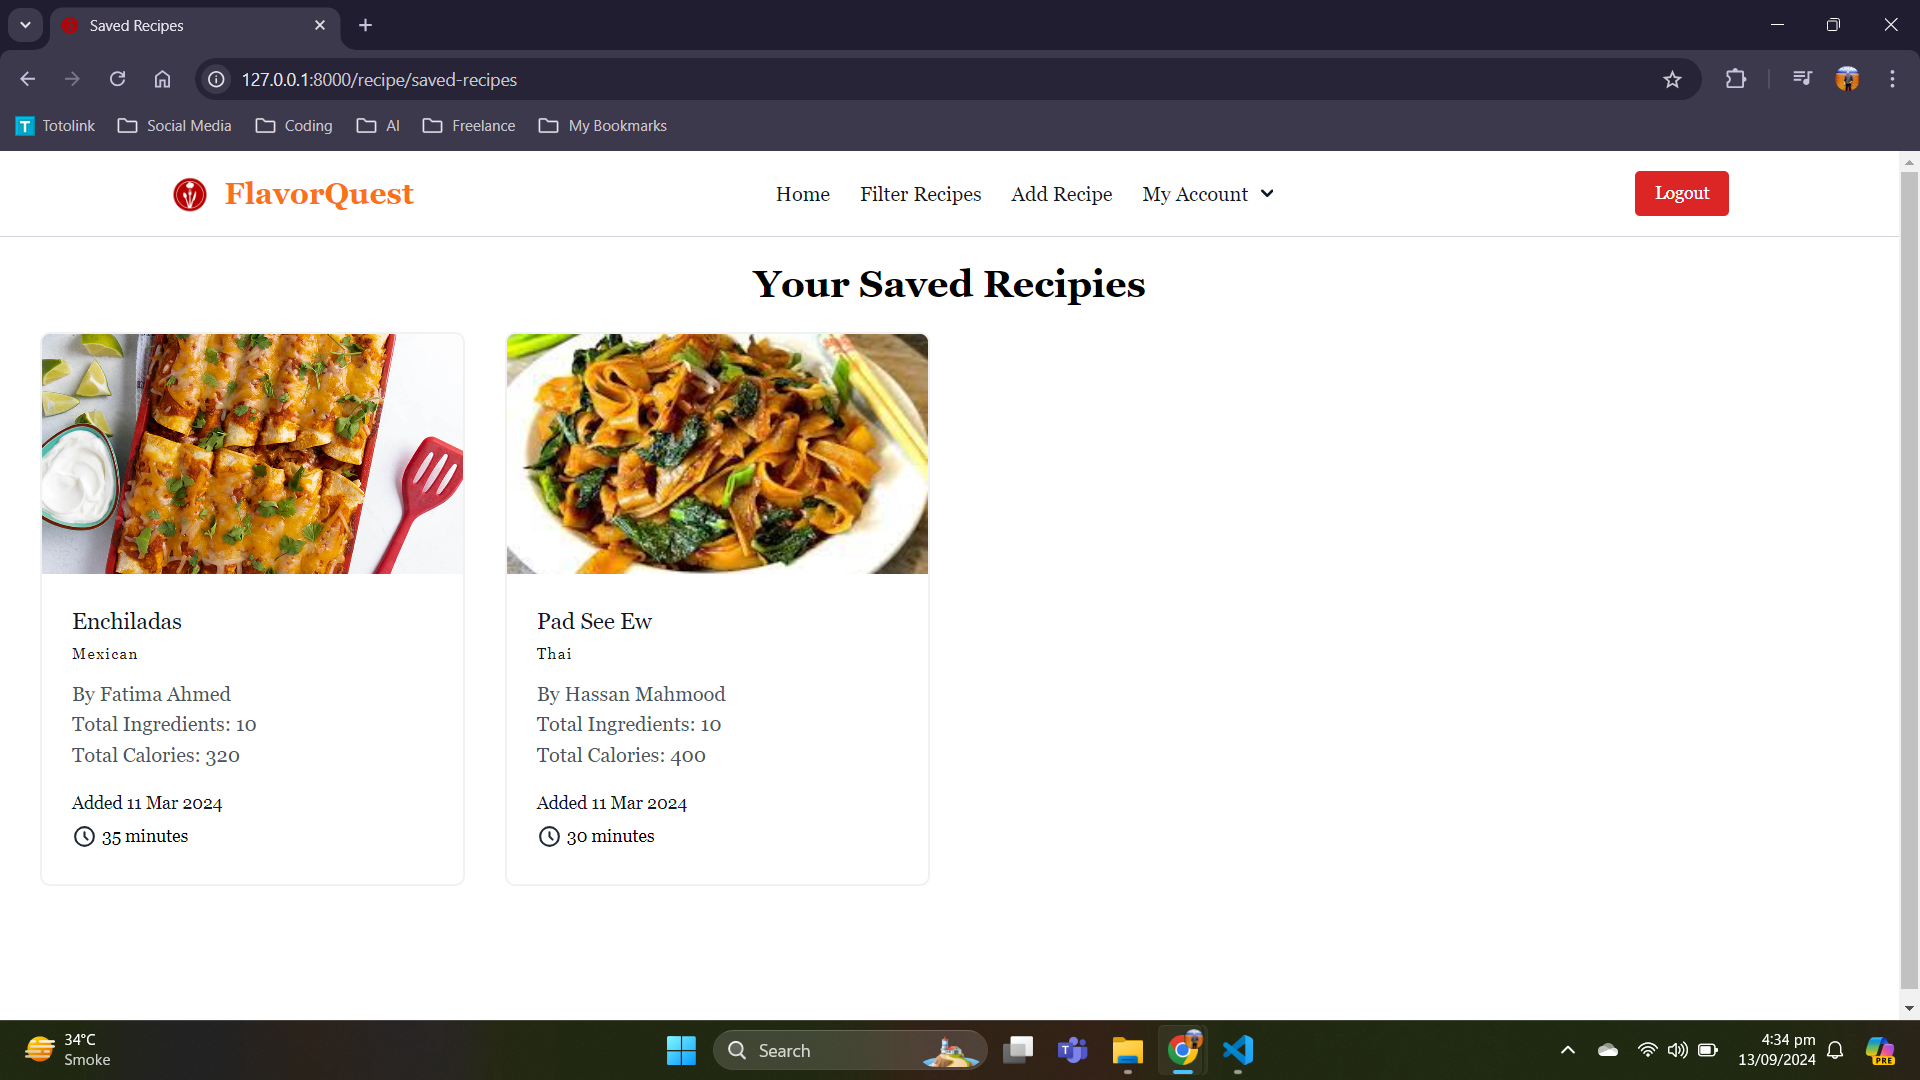 Saved Recipes
127.0.0.1:8000/recipe/saved-recipes
T Totolink Social Media Coding AI Freelance My Bookmarks
FlavorQuest Home Filter Recipes Add Recipe My Account Logout
Your Saved Recipies
Enchiladas
Mexican
By Fatima Ahmed
Total Ingredients: 10
Total Calories: 320
Added 11 Mar 2024
35 minutes
Pad See Ew
Thai
By Hassan Mahmood
Total Ingredients: 10
Total Calories: 400
Added 11 Mar 2024
30 minutes
34°C
Smoke
Search
T
4:34 pm
13/09/2024
PRE